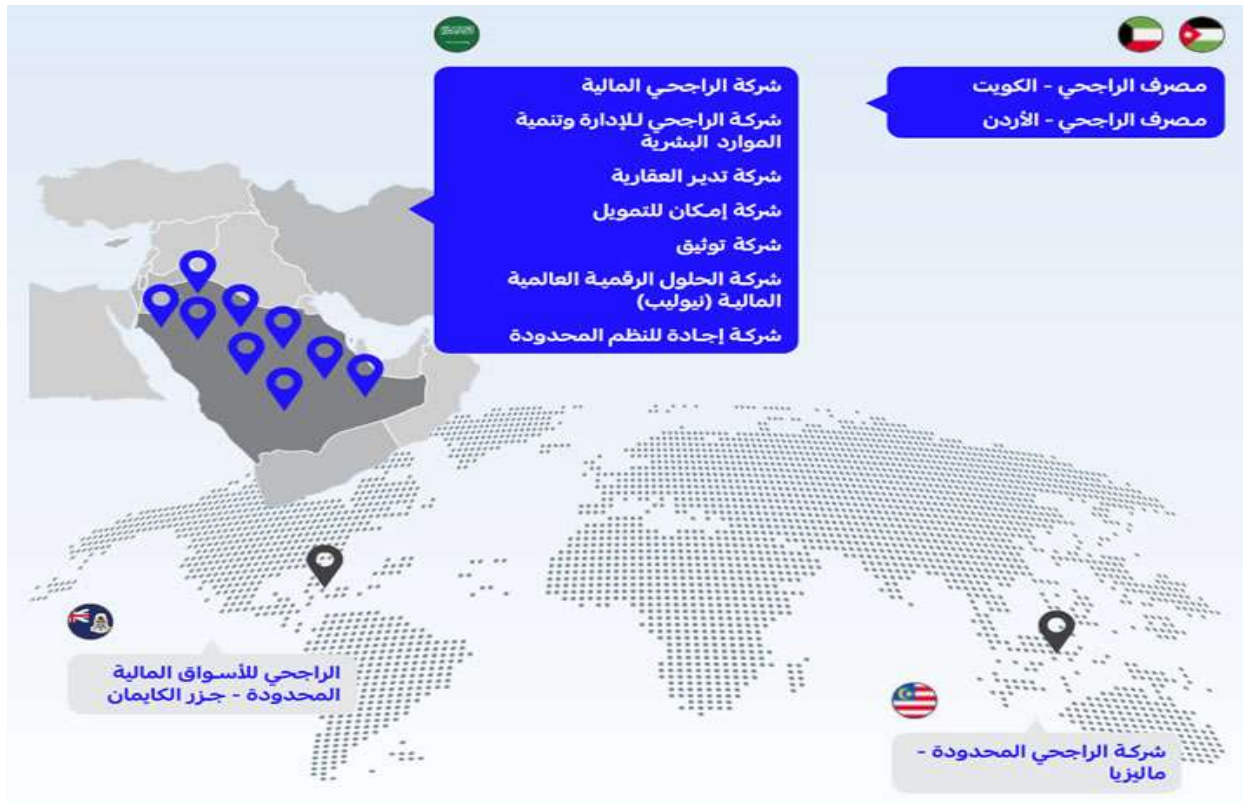 مصرف الراجحي - الكويت
مصرف الراجحي - الأردن
شركة الراجحي المالية
شركة الراجحي للإدارة وتنمية
الموارد البشرية
شركة تدير العقارية
شركة إمكان للتمويل
شركة توثيق
شركة الحلول الرقمية العالمية
المالية (نيوليب)
شركة إجادة للنظم المحدودة
الراجحي للأسواق المالية
المحدودة - جزر الكايمان
شركة الراجحي المحدودة -
ماليزيا